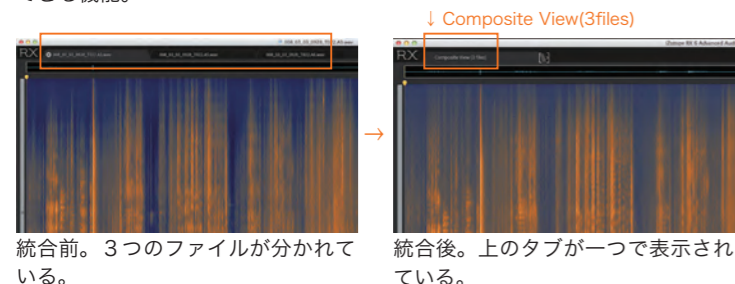 ↓ Composite View(3files)
RX
RX
Composite View (3 files)
→
統合前。３つのファイルが分かれて
いる。
統合後。上のタブが一つで表示され
ている。